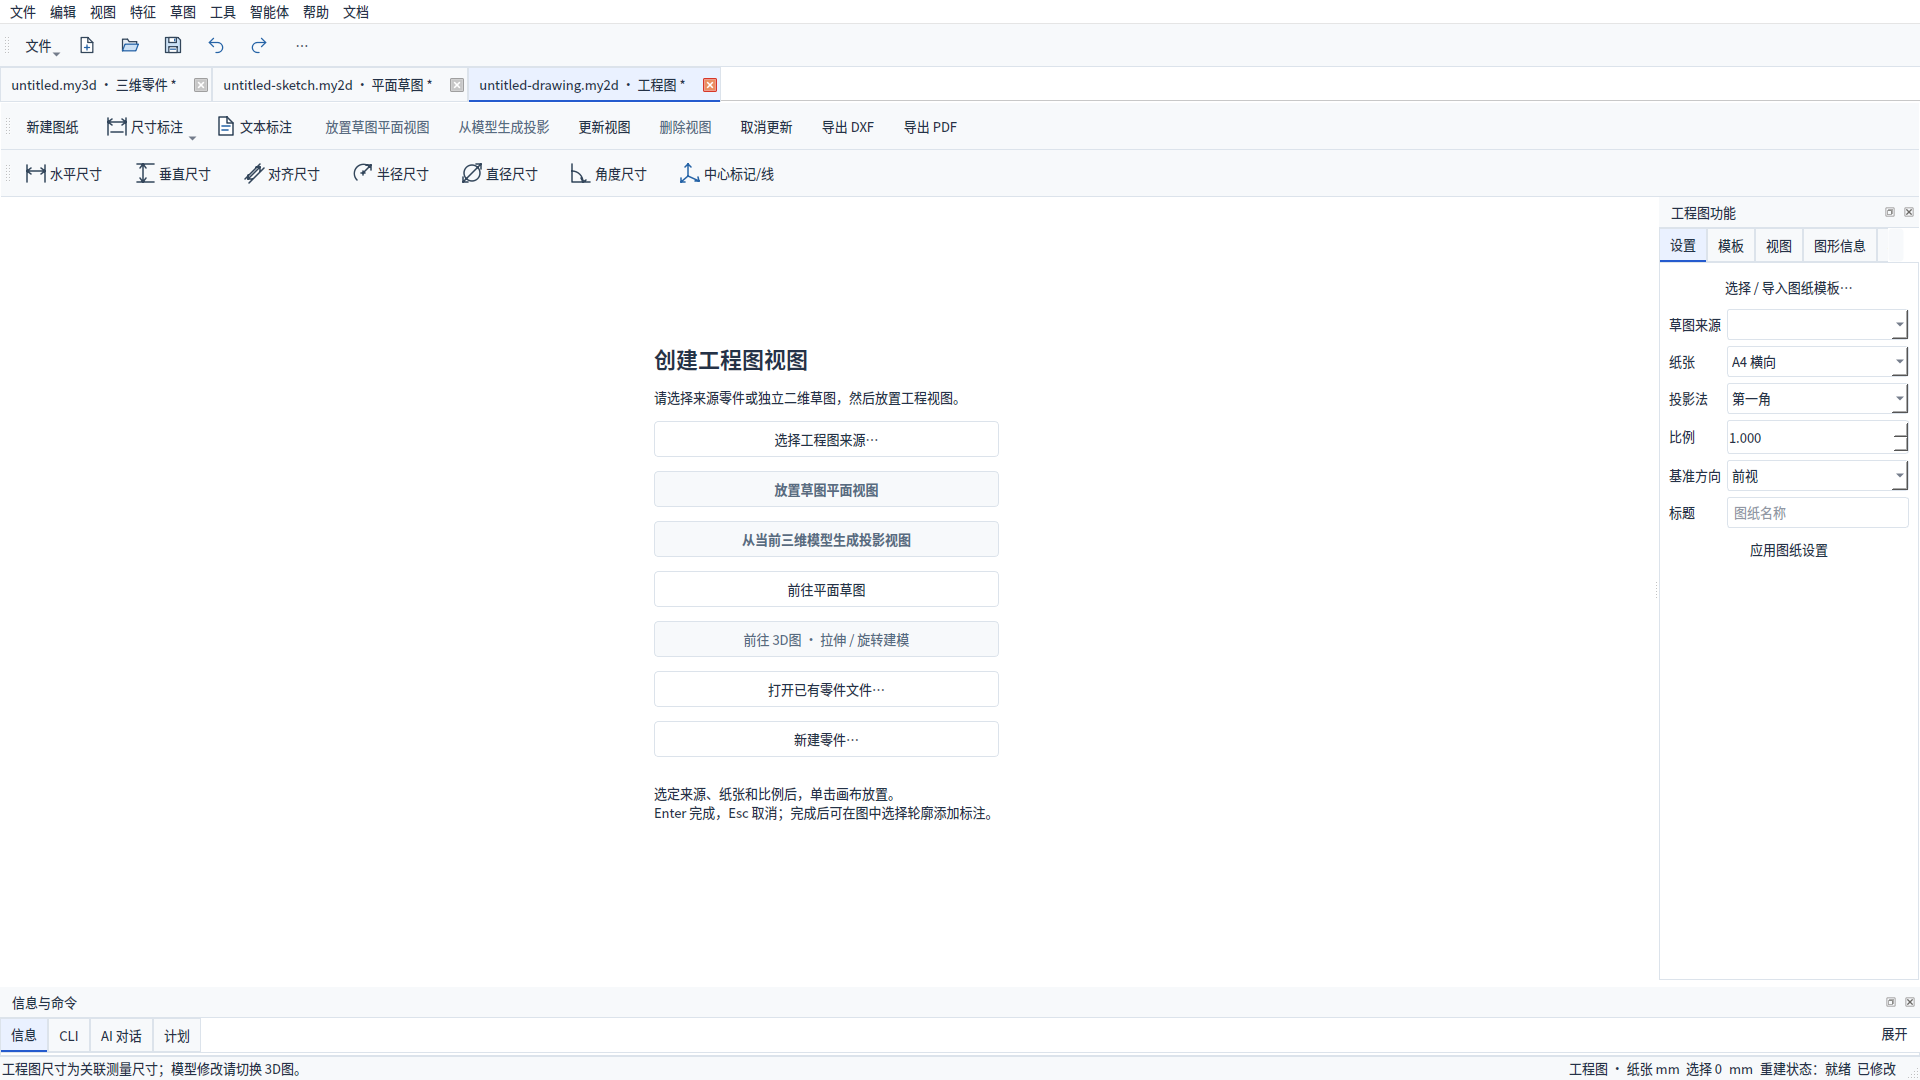 文件 编辑 视图 特征 草图 工具 智能体 帮助 文档
文件 ···
untitled.my3d · 三维零件 * untitled-sketch.my2d · 平面草图 * untitled-drawing.my2d · 工程图 *
新建图纸 尺寸标注 文本标注 放置草图平面视图 从模型生成投影 更新视图 删除视图 取消更新 导出 DXF 导出 PDF
水平尺寸 垂直尺寸 对齐尺寸 半径尺寸 直径尺寸 角度尺寸 中心标记/线
工程图功能
设置 模板 视图 图形信息
选择 / 导入图纸模板···
草图来源
纸张 A4 横向
投影法 第一角
比例 1.000
基准方向 前视
标题 图纸名称
应用图纸设置
创建工程图视图
请选择来源零件或独立二维草图，然后放置工程视图。
选择工程图来源···
放置草图平面视图
从当前三维模型生成投影视图
前往平面草图
前往 3D图 · 拉伸 / 旋转建模
打开已有零件文件···
新建零件···
选定来源、纸张和比例后，单击画布放置。
Enter 完成，Esc 取消；完成后可在图中选择轮廓添加标注。
信息与命令
信息 CLI AI 对话 计划 展开
工程图尺寸为关联测量尺寸；模型修改请切换 3D图。 工程图 · 纸张 mm 选择 0 mm 重建状态：就绪 已修改